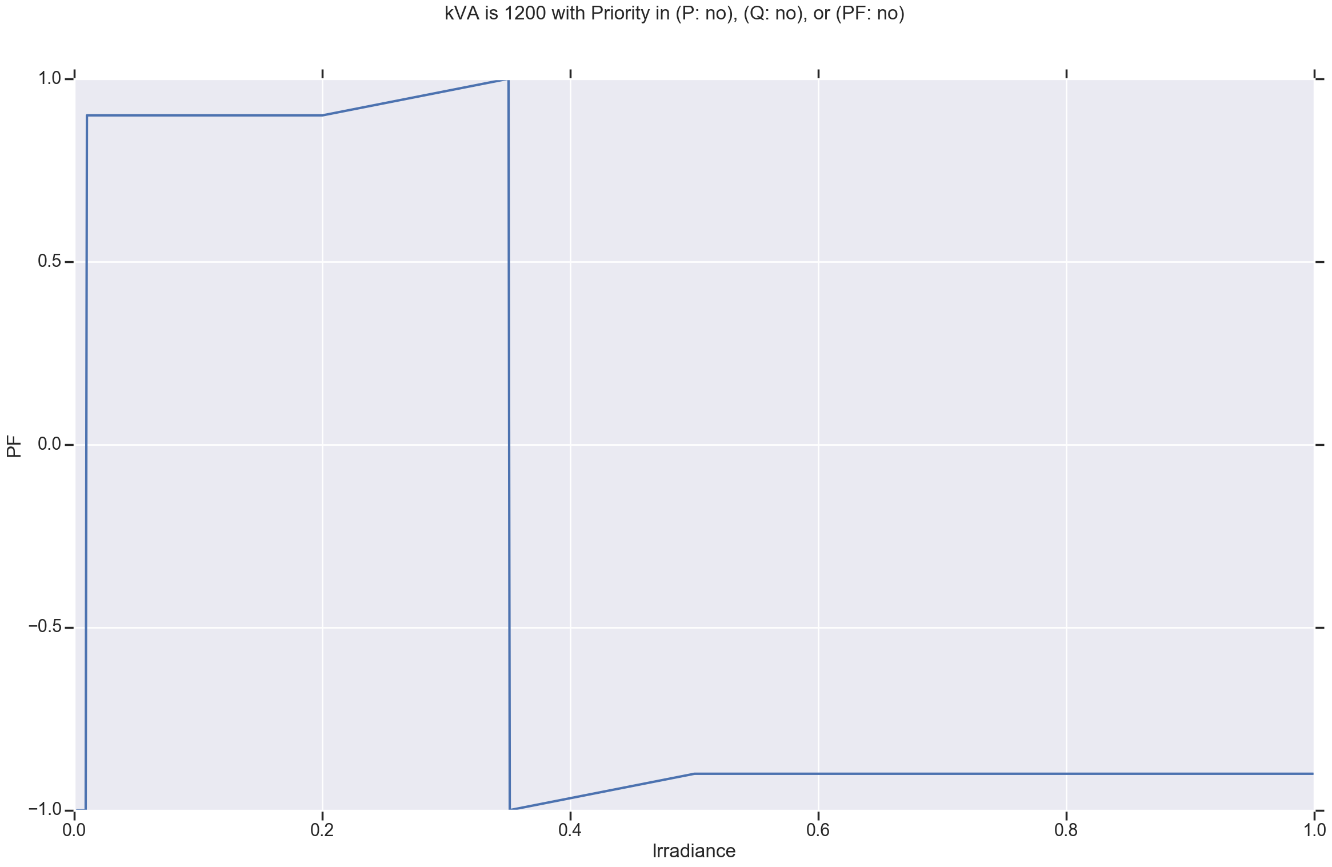 kVA is 1200 with Priority in (P: no), (Q: no), or (PF: no)
1.0
0.5
PF
0.0
−0.5
−1.0
0.0 0.2 0.4 0.6 0.8 1.0
Irradiance